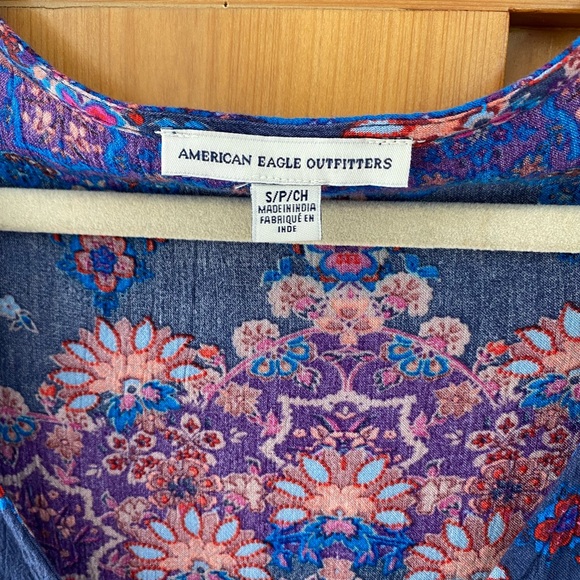 AMERICAN EAGLE OUTFITTERS
S/P/CH
MADE IN INDIA
FABRIQUÉ EN
INDE